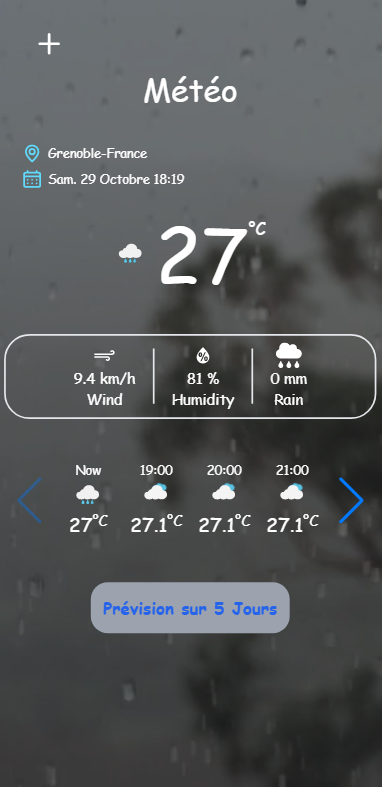 Météo
Grenoble-France
Sam. 29 Octobre 18:19
27°C
9.4 km/h 81 % 0 mm
Wind Humidity Rain
Now 19:00 20:00 21:00
27°C 27.1°C 27.1°C 27.1°C
Prévision sur 5 Jours